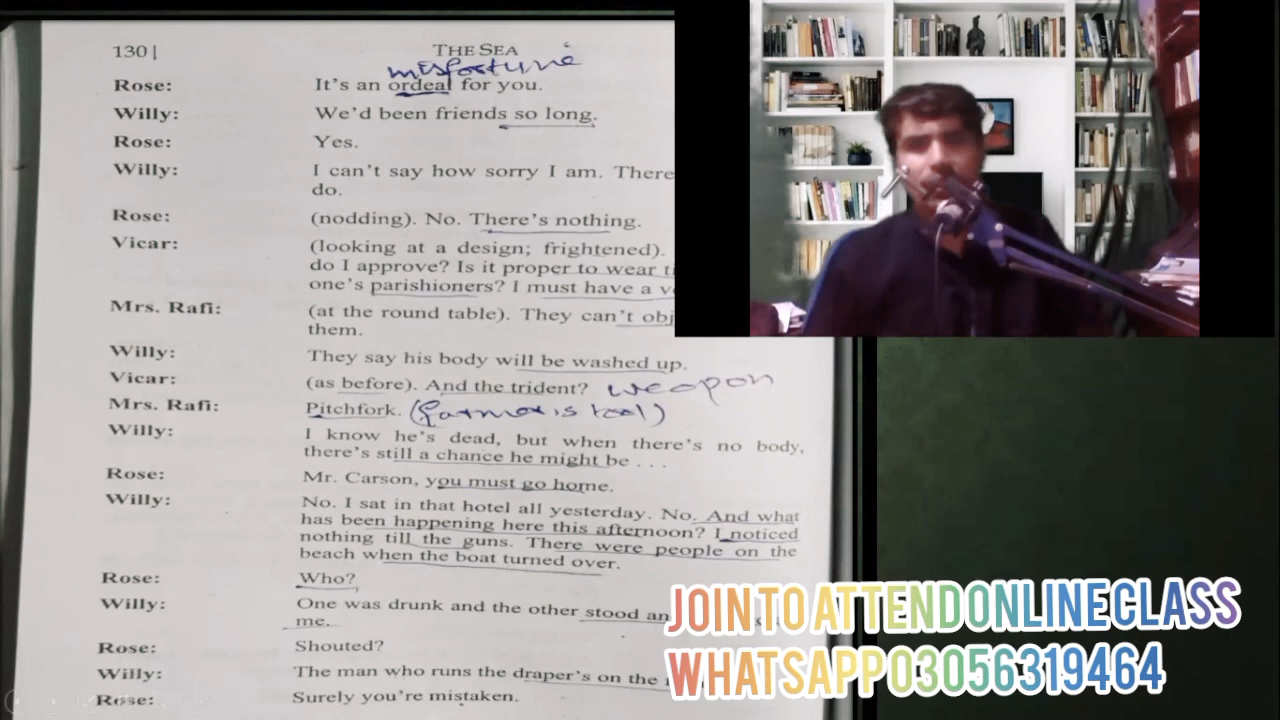 130 |
THE SEA
misfortune
Rose: It's an ordeal for you.
Willy: We'd been friends so long.
Rose: Yes.
Willy: I can't say how sorry I am. There
do.
Rose: (nodding). No. There's nothing.
Vicar: (looking at a design; frightened).
do I approve? Is it proper to wear
one's parishioners? I must have a
Mrs. Rafi: (at the round table). They can't
them.
Willy: They say his body will be washed up.
Vicar: (as before). And the trident? weapon
Mrs. Rafi: Pitchfork. (farmer's tool)
Willy: I know he's dead, but when there's no body,
there's still a chance he might be . . .
Rose: Mr. Carson, you must go home.
Willy: No. I sat in that hotel all yesterday. No. And what
has been happening here this afternoon? I noticed
nothing till the guns. There were people on the
beach when the boat turned over.
Rose: Who?
Willy: One was drunk and the other stood
me.
Rose: Shouted?
Willy: The man who runs the draper's on the
Rose: Surely you're mistaken.
JOIN TO ATTEND ONLINE CLASS
WHATSAPP 03056319464